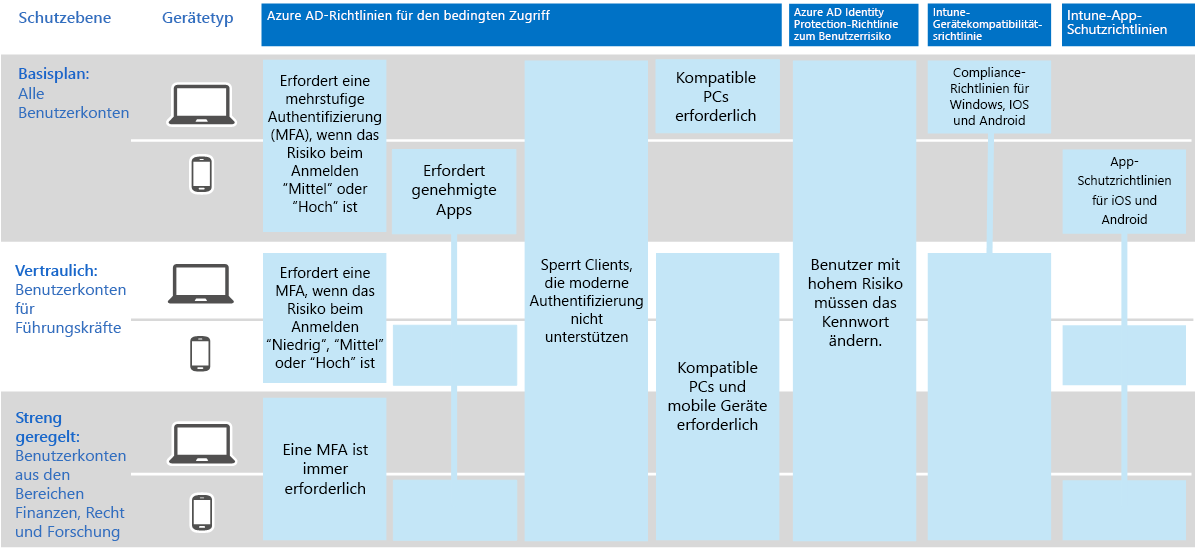 Schutzebene
Gerätetyp
Azure AD-Richtlinien für den bedingten Zugriff
Azure AD Identity
Protection-Richtlinie
zum Benutzerrisiko
Intune-
Gerätekompatibilitäts-
richtlinie
Intune-App-
Schutzrichtlinien
Basisplan:
Alle
Benutzerkonten
Erfordert eine
mehrstufige
Authentifizierung
(MFA), wenn das
Risiko beim
Anmelden
“Mittel” oder
“Hoch” ist
Erfordert
genehmigte
Apps
Kompatible
PCs
erforderlich
Compliance-
Richtlinien für
Windows, IOS
und Android
App-
Schutzrichtlinien
für iOS und
Android
Vertraulich:
Benutzerkonten
für
Führungskräfte
Erfordert eine
MFA, wenn das
Risiko beim
Anmelden
“Niedrig”, “Mittel”
oder “Hoch” ist
Sperrt Clients,
die moderne
Authentifizierung
nicht
unterstützen
Kompatible
PCs und
mobile Geräte
erforderlich
Benutzer mit
hohem Risiko
müssen das
Kennwort
ändern.
Streng
geregelt:
Benutzerkonten
aus den
Bereichen
Finanzen, Recht
und Forschung
Eine MFA ist
immer
erforderlich